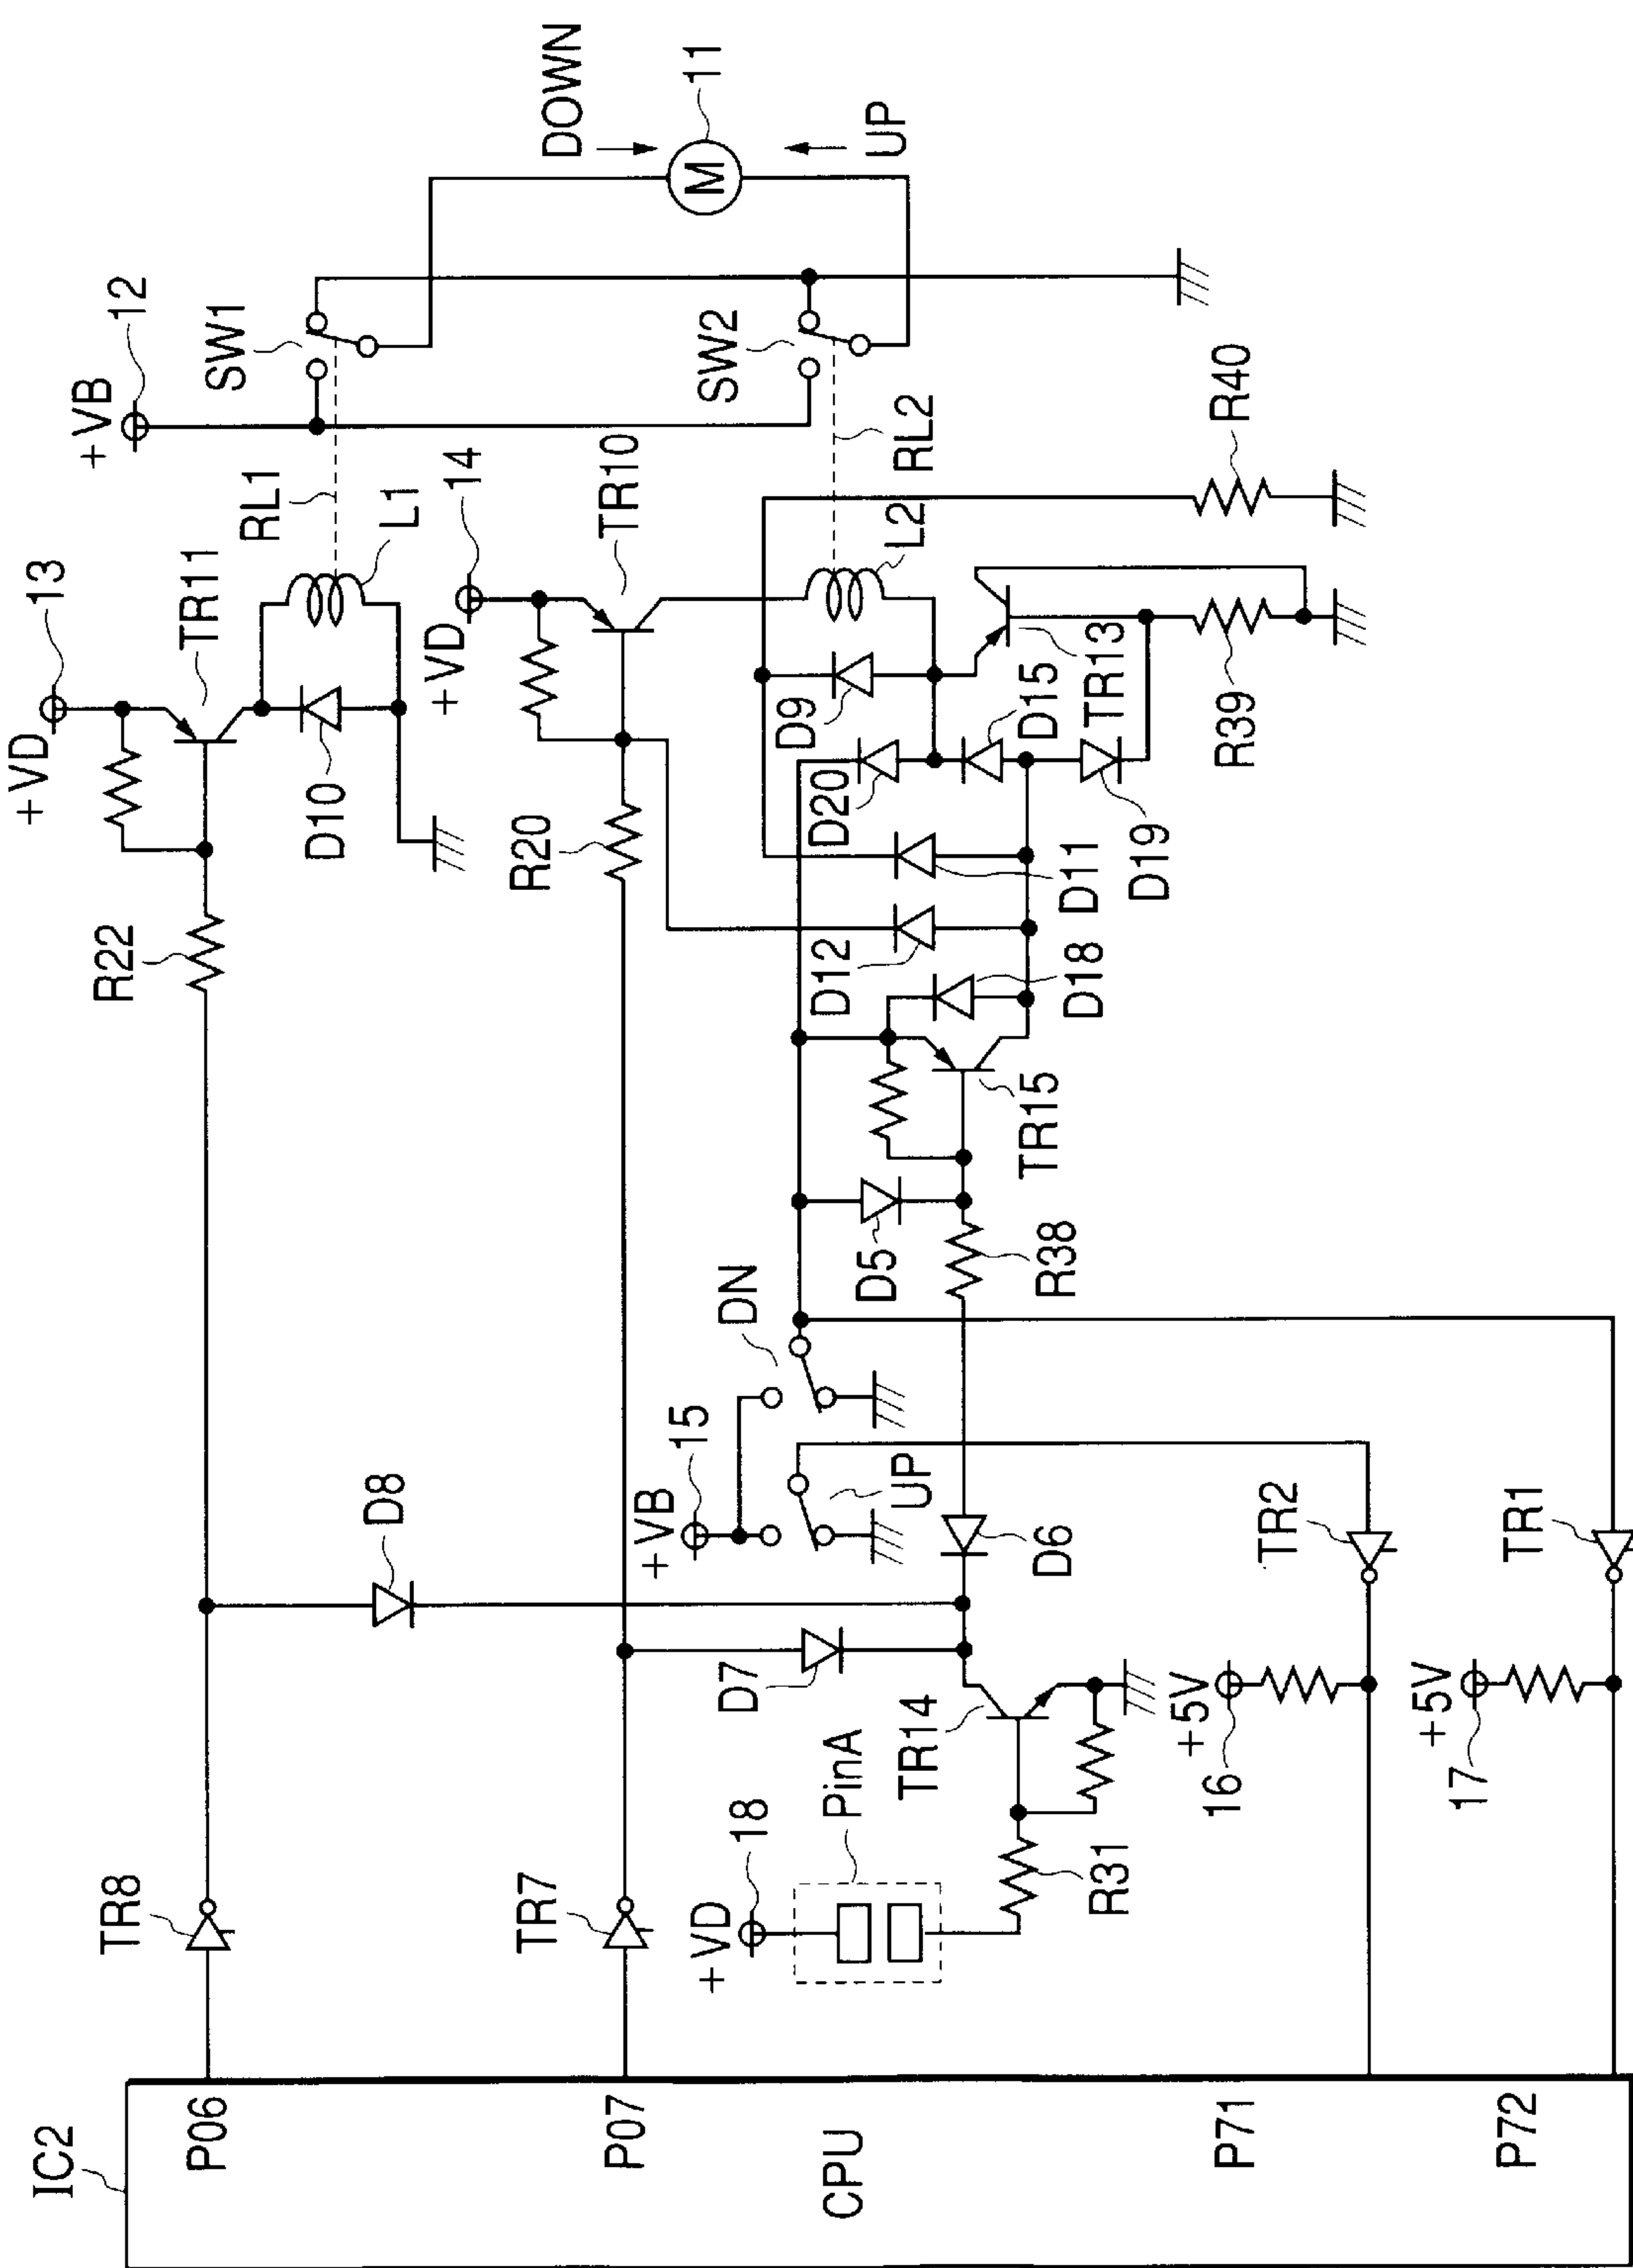 IC2
CPU
P06
P07
P71
P72
TR8
TR7
+VD
18
PinA
R31
TR14
+5V
16
+5V
17
TR2
TR1
D8
D7
D6
+VB
15
UP
DN
D5
R38
TR15
D18
D12
D11
D20
D19
D15
D9
TR13
R39
R40
R22
R20
+VD
13
TR11
D10
L1
RL1
+VD
14
TR10
L2
RL2
+VB
12
SW1
SW2
DOWN
M
11
UP